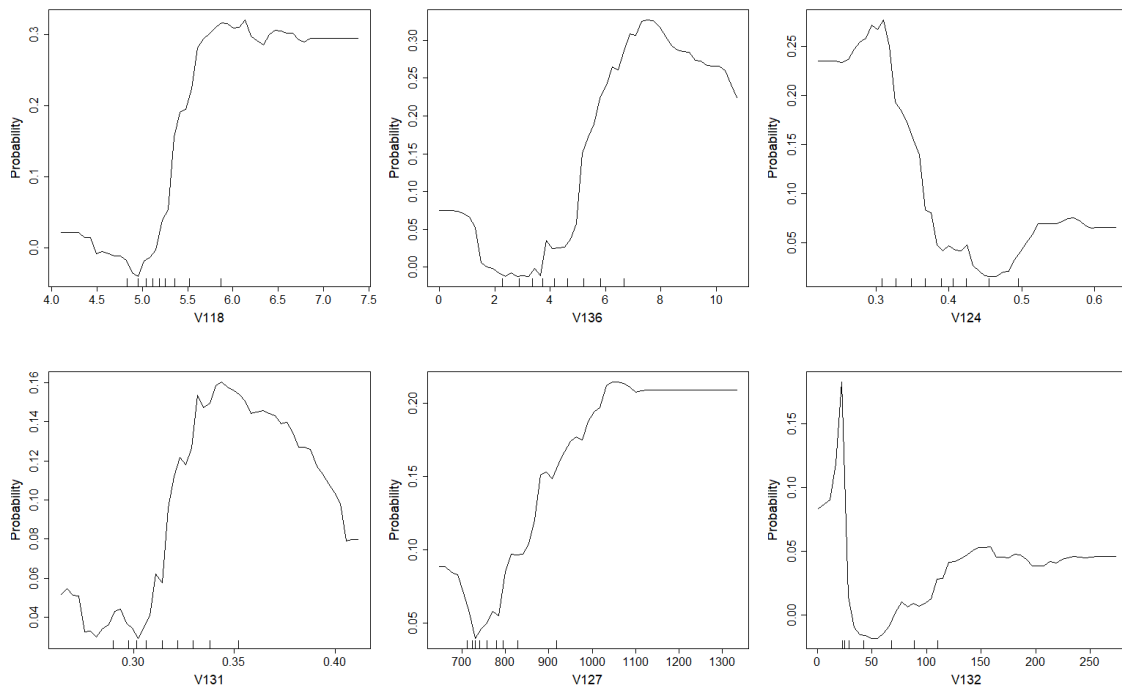 Probability
0.0 0.1 0.2 0.3
4.0 4.5 5.0 5.5 6.0 6.5 7.0 7.5
V118
Probability
0.00 0.05 0.10 0.15 0.20 0.25 0.30
0 2 4 6 8 10
V136
Probability
0.05 0.10 0.15 0.20 0.25
0.3 0.4 0.5 0.6
V124
Probability
0.04 0.06 0.08 0.10 0.12 0.14 0.16
0.30 0.35 0.40
V131
Probability
0.05 0.10 0.15 0.20
700 800 900 1000 1100 1200 1300
V127
Probability
0.00 0.05 0.10 0.15
0 50 100 150 200 250
V132